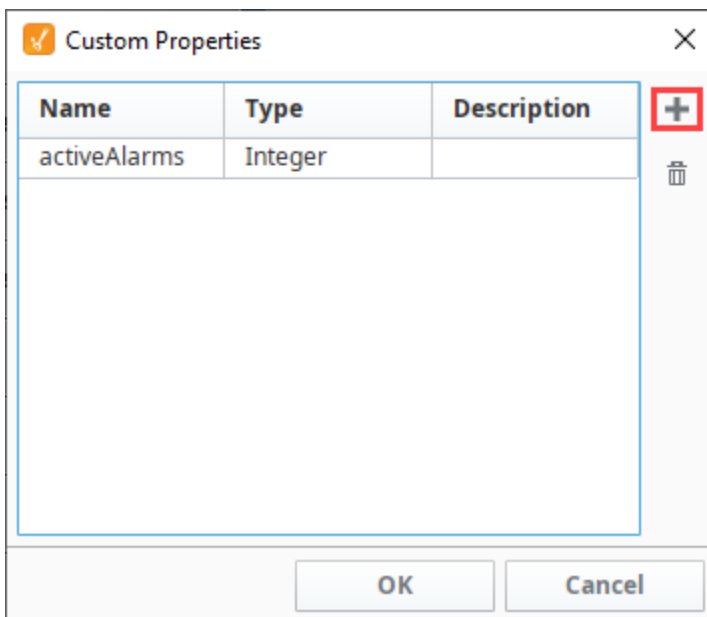 Custom Properties
Name Type Description
activeAlarms Integer
OK Cancel